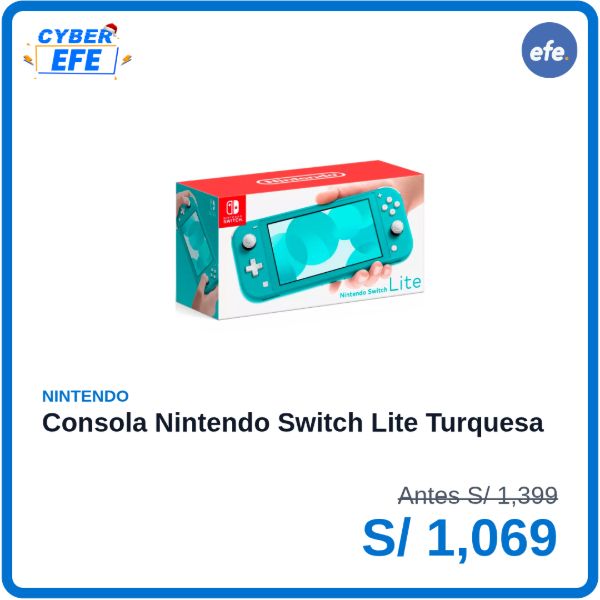 CYBER
EFE
efe.
Nintendo
NINTENDO
SWITCH
Nintendo Switch Lite
NINTENDO
Consola Nintendo Switch Lite Turquesa
Antes S/ 1,399
S/ 1,069